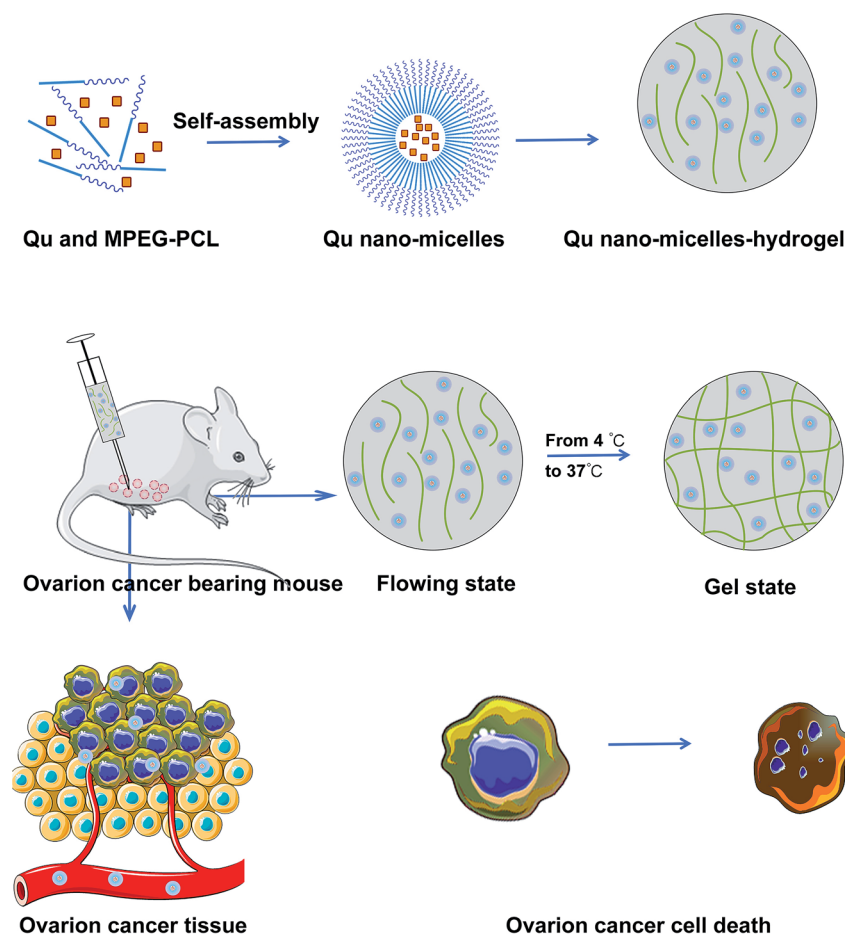 Self-assembly
Qu and MPEG-PCL
Qu nano-micelles
Qu nano-micelles-hydrogel
From 4 °C
to 37°C
Ovarion cancer bearing mouse
Flowing state
Gel state
Ovarion cancer tissue
Ovarion cancer cell death